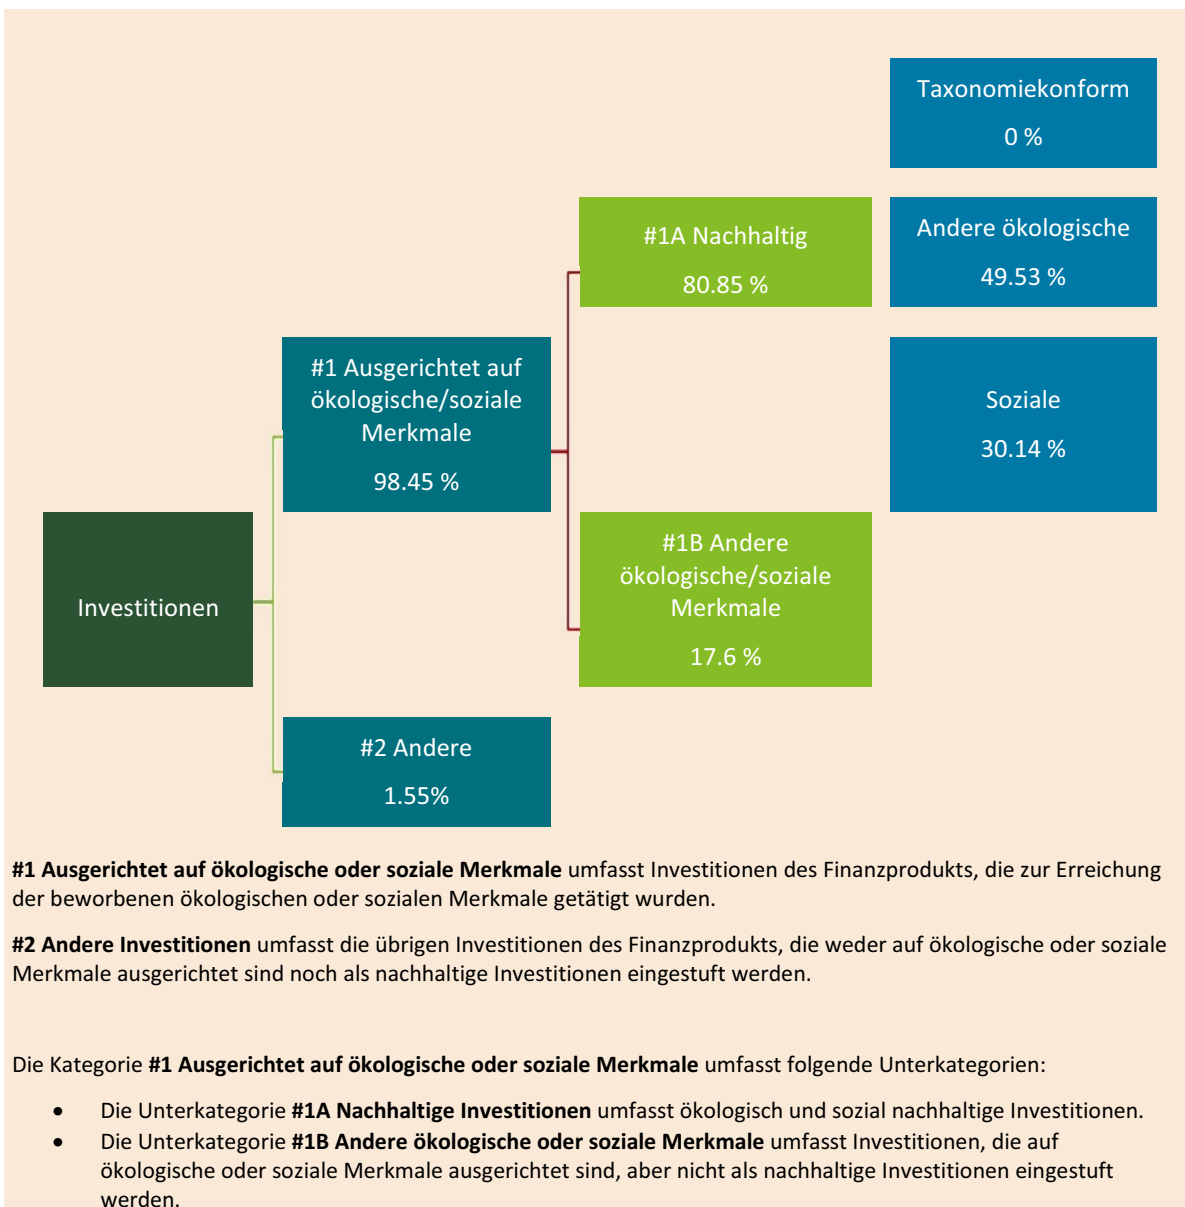 Taxonomiekonform
0 %
#1A Nachhaltig
80.85 %
Andere ökologische
49.53 %
#1 Ausgerichtet auf
ökologische/soziale
Merkmale
98.45 %
Soziale
30.14 %
Investitionen
#1B Andere
ökologische/soziale
Merkmale
17.6 %
#2 Andere
1.55%
#1 Ausgerichtet auf ökologische oder soziale Merkmale umfasst Investitionen des Finanzprodukts, die zur Erreichung
der beworbenen ökologischen oder sozialen Merkmale getätigt wurden.
#2 Andere Investitionen umfasst die übrigen Investitionen des Finanzprodukts, die weder auf ökologische oder soziale
Merkmale ausgerichtet sind noch als nachhaltige Investitionen eingestuft werden.
Die Kategorie #1 Ausgerichtet auf ökologische oder soziale Merkmale umfasst folgende Unterkategorien:
• Die Unterkategorie #1A Nachhaltige Investitionen umfasst ökologisch und sozial nachhaltige Investitionen.
• Die Unterkategorie #1B Andere ökologische oder soziale Merkmale umfasst Investitionen, die auf
ökologische oder soziale Merkmale ausgerichtet sind, aber nicht als nachhaltige Investitionen eingestuft
werden.